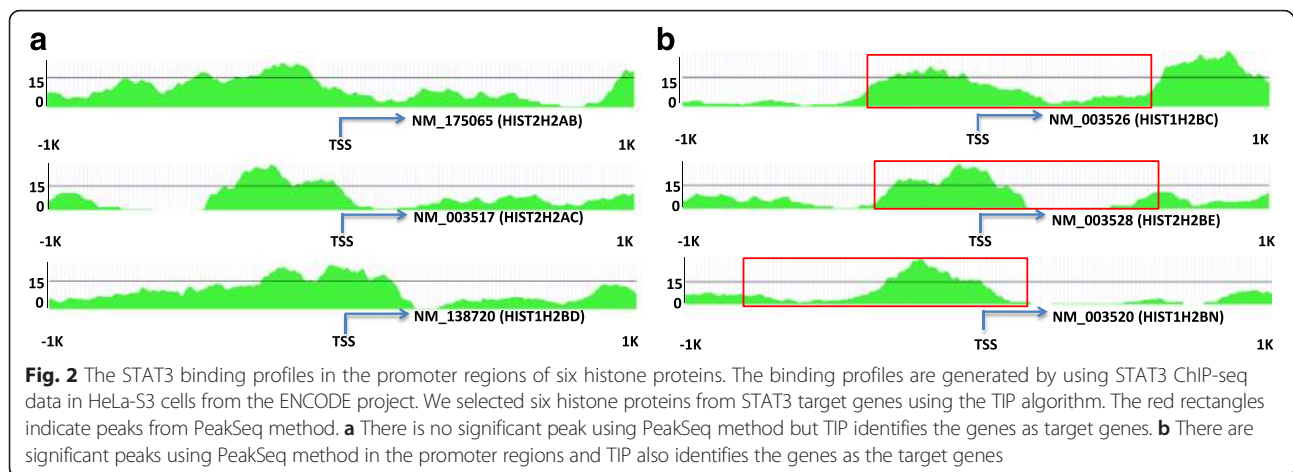 a
15
0
NM_175065 (HIST2H2AB)
-1K
TSS
1K
15
0
NM_003517 (HIST2H2AC)
-1K
TSS
1K
15
0
NM_138720 (HIST1H2BD)
-1K
TSS
1K
b
15
0
NM_003526 (HIST1H2BC)
-1K
TSS
1K
15
0
NM_003528 (HIST2H2BE)
-1K
TSS
1K
15
0
NM_003520 (HIST1H2BN)
-1K
TSS
1K
Fig. 2 The STAT3 binding profiles in the promoter regions of six histone proteins. The binding profiles are generated by using STAT3 ChIP-seq
data in HeLa-S3 cells from the ENCODE project. We selected six histone proteins from STAT3 target genes using the TIP algorithm. The red rectangles
indicate peaks from PeakSeq method. a There is no significant peak using PeakSeq method but TIP identifies the genes as target genes. b There are
significant peaks using PeakSeq method in the promoter regions and TIP also identifies the genes as the target genes